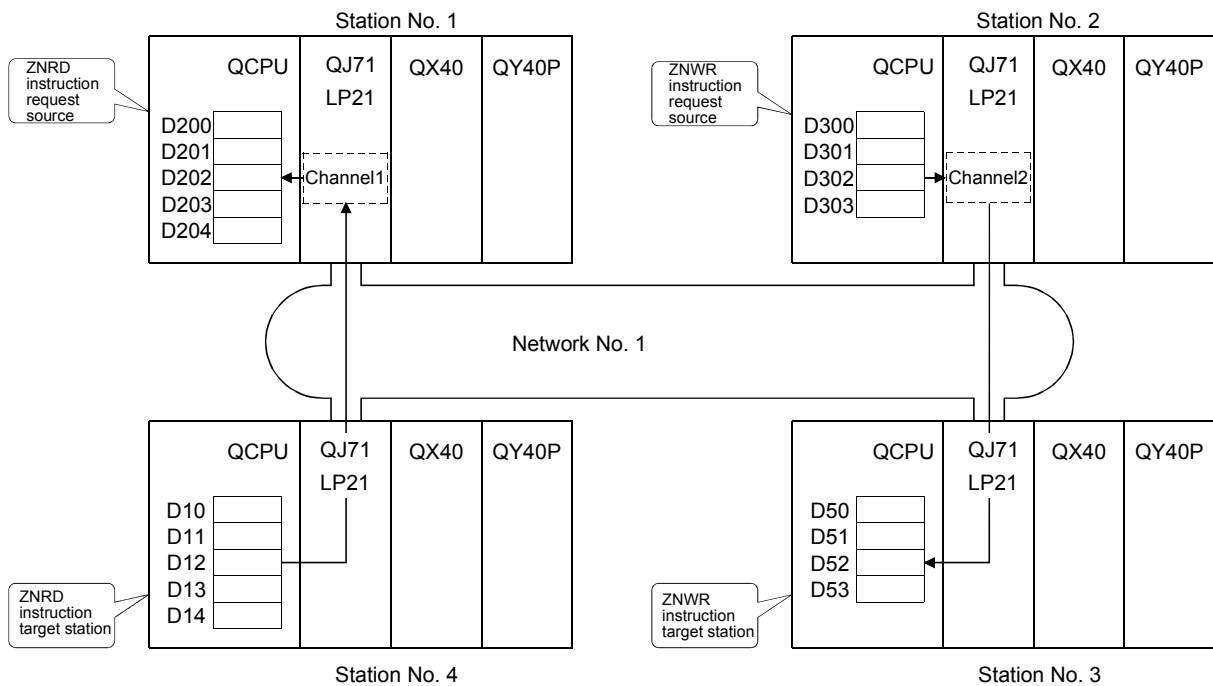 Station No. 1
ZNRD
instruction
request
source
QCPU
QJ71
LP21
QX40
QY40P
D200
D201
D202
D203
D204
Channel1
Station No. 2
ZNWR
instruction
request
source
QCPU
QJ71
LP21
QX40
QY40P
D300
D301
D302
D303
Channel2
Network No. 1
QCPU
QJ71
LP21
QX40
QY40P
D10
D11
D12
D13
D14
ZNRD
instruction
target station
Station No. 4
QCPU
QJ71
LP21
QX40
QY40P
D50
D51
D52
D53
ZNWR
instruction
target station
Station No. 3